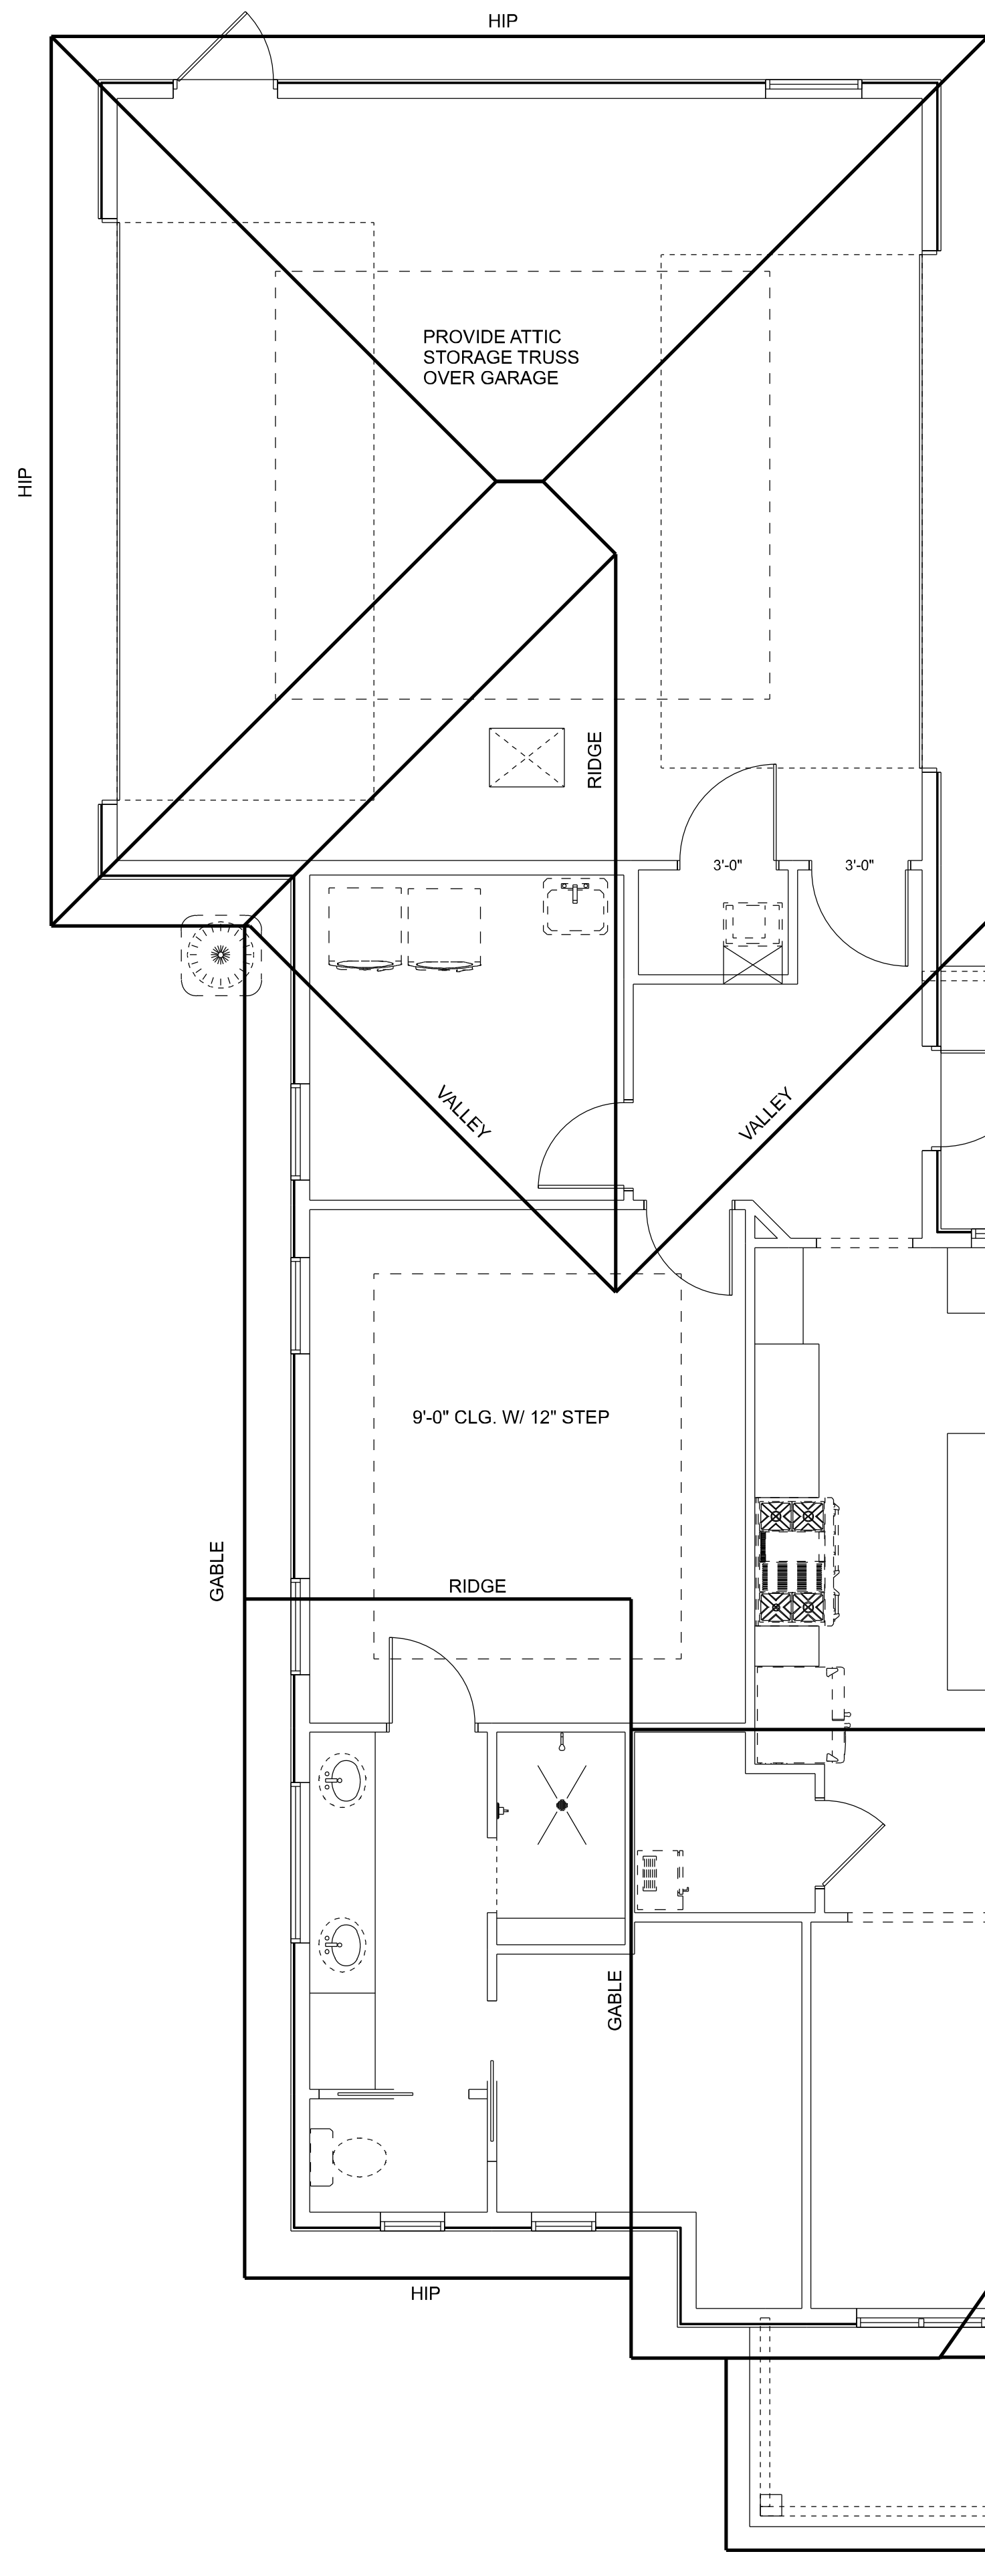 HIP
PROVIDE ATTIC
STORAGE TRUSS
OVER GARAGE
HIP
RIDGE
3'-0"
3'-0"
VALLEY
VALLEY
9'-0" CLG. W/ 12" STEP
GABLE
RIDGE
GABLE
HIP